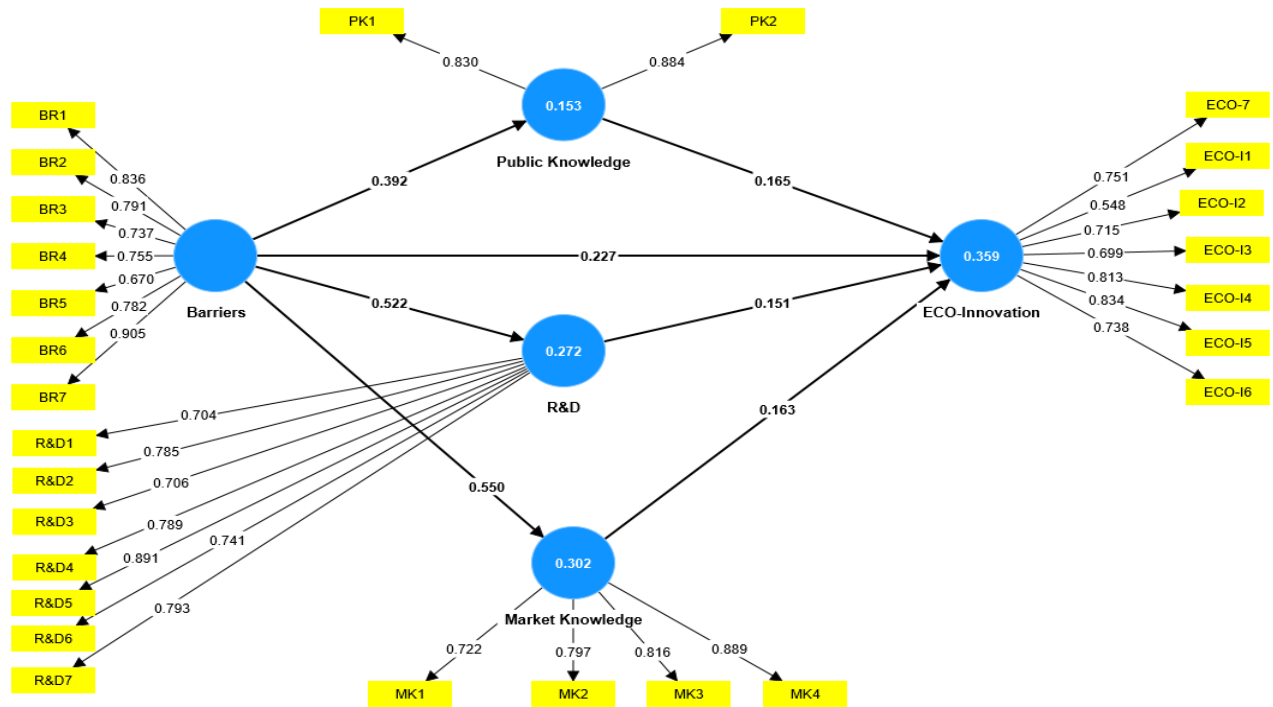 PK1
PK2
0.830
0.884
0.153
Public Knowledge
BR1
BR2
BR3
BR4
BR5
BR6
BR7
0.836
0.791
0.737
0.755
0.670
0.782
0.905
Barriers
0.392
0.165
0.227
0.522
0.151
0.550
0.163
0.272
R&D
0.359
ECO-Innovation
0.751
0.548
0.715
0.699
0.813
0.834
0.738
ECO-7
ECO-I1
ECO-I2
ECO-I3
ECO-I4
ECO-I5
ECO-I6
R&D1
R&D2
R&D3
R&D4
R&D5
R&D6
R&D7
0.704
0.785
0.706
0.789
0.891
0.741
0.793
0.302
Market Knowledge
0.722
0.797
0.816
0.889
MK1
MK2
MK3
MK4